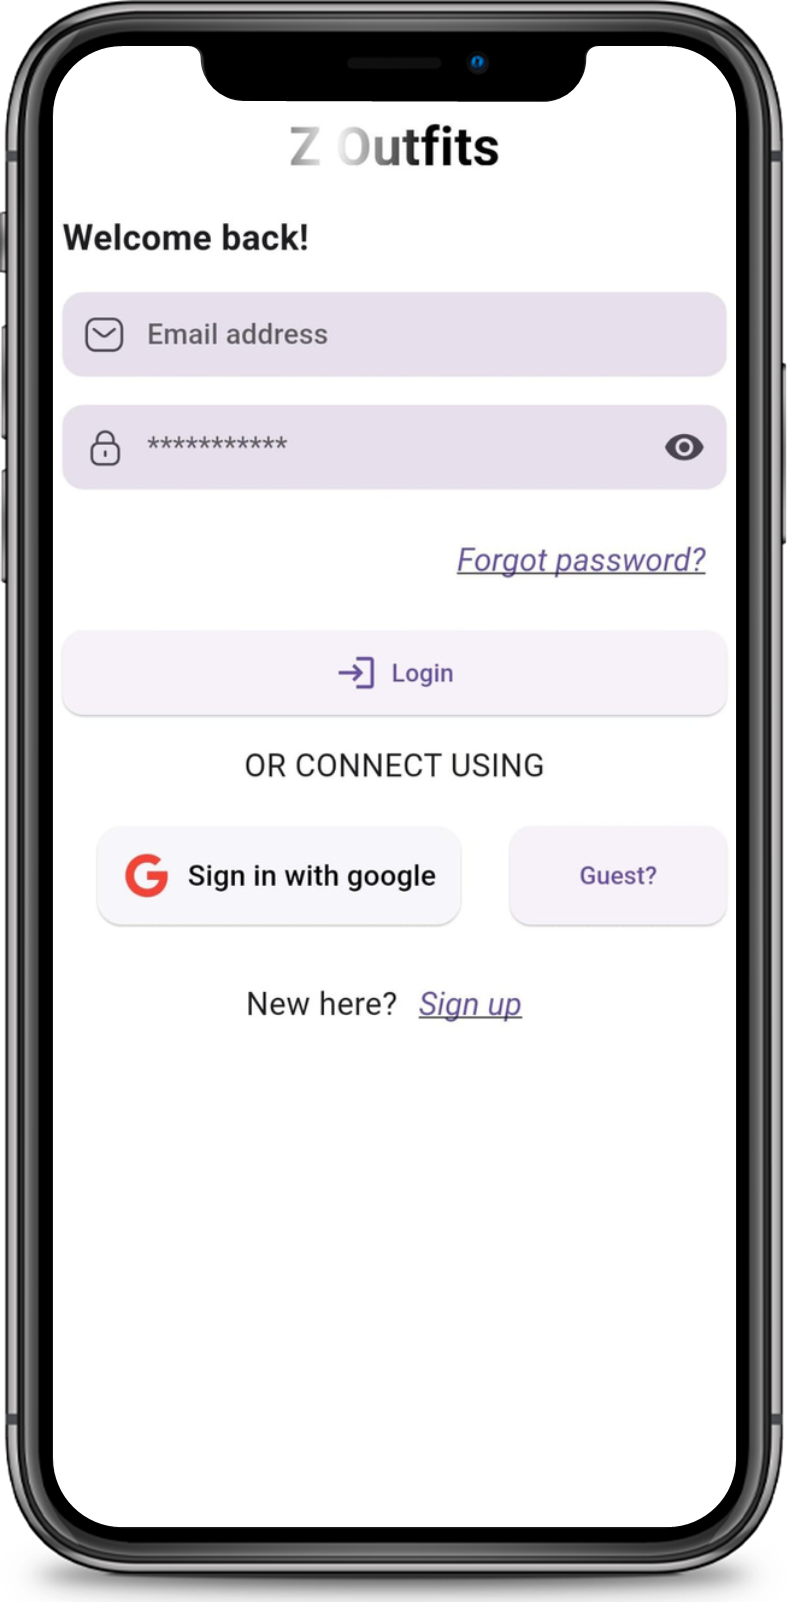 Z Outfits
Welcome back!
Email address
***********
Forgot password?
Login
OR CONNECT USING
G Sign in with google
Guest?
New here? Sign up